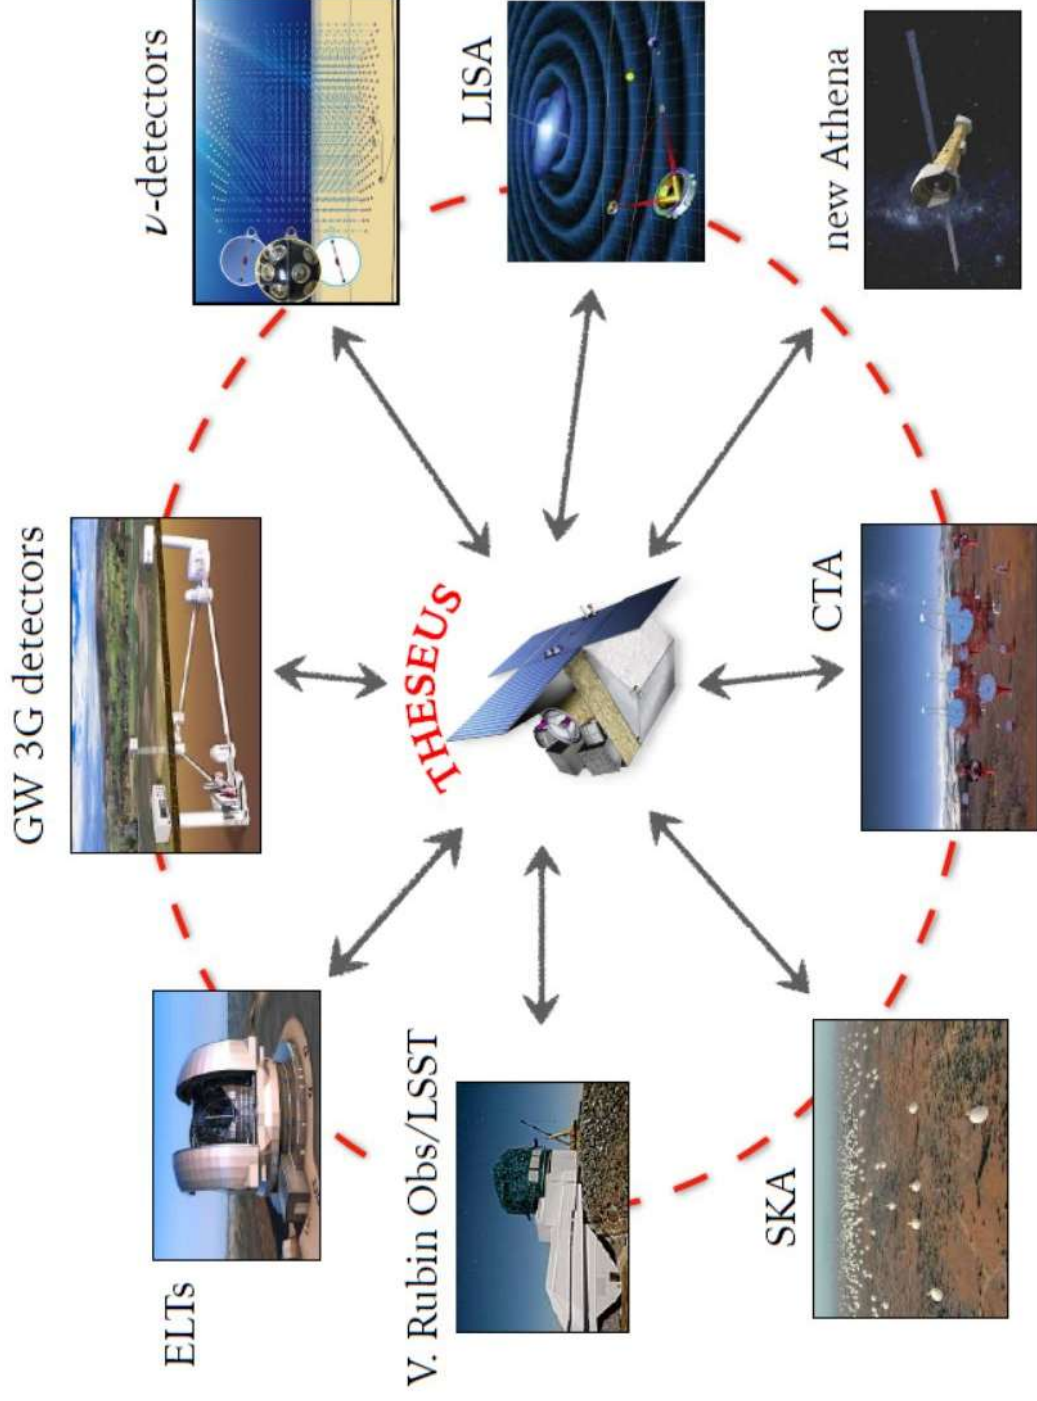 GW 3G detectors
ELTs
ν-detectors
THESEUS
V. Rubin Obs/LSST
LISA
SKA
CTA
new Athena